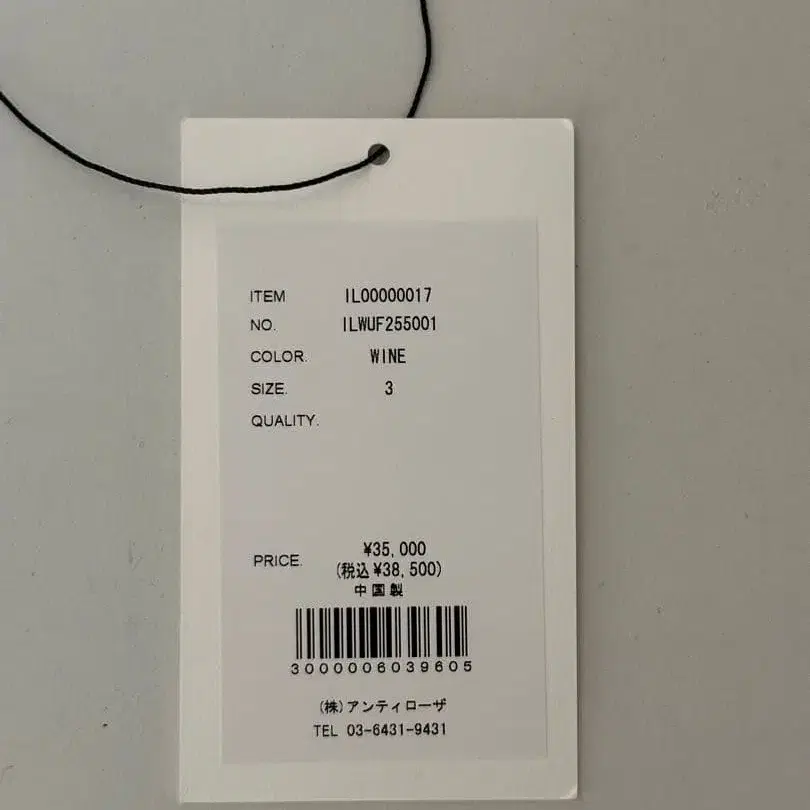 ITEM IL00000017
NO. ILWUF255001
COLOR. WINE
SIZE. 3
QUALITY.
PRICE. ¥35,000
(税込¥38,500)
中国製
3000006039605
(株)アンティローザ
TEL 03-6431-9431